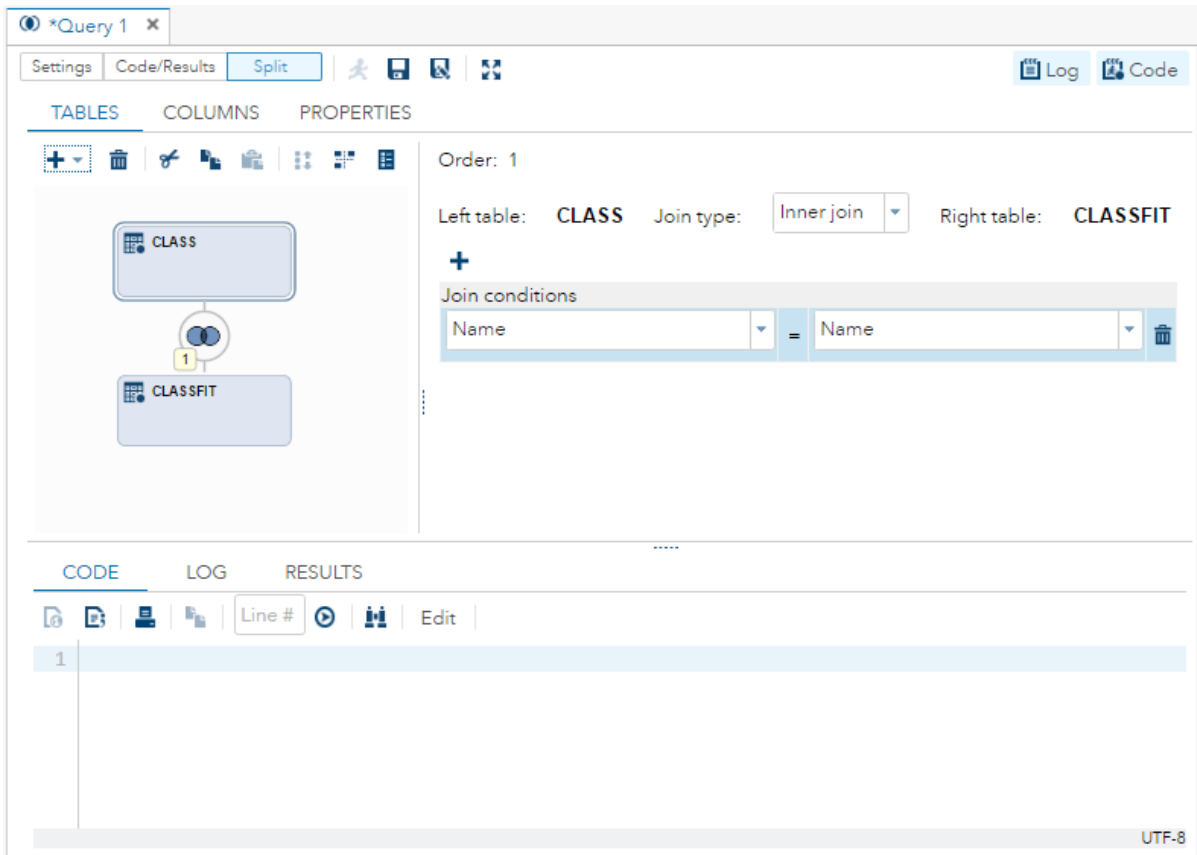 *Query 1
Settings Code/Results Split Log Code
TABLES COLUMNS PROPERTIES
Order: 1
Left table: CLASS Join type: Inner join Right table: CLASSFIT
CLASS
Join conditions
Name = Name
1
CLASSFIT
CODE LOG RESULTS
Line # Edit
1
UTF-8